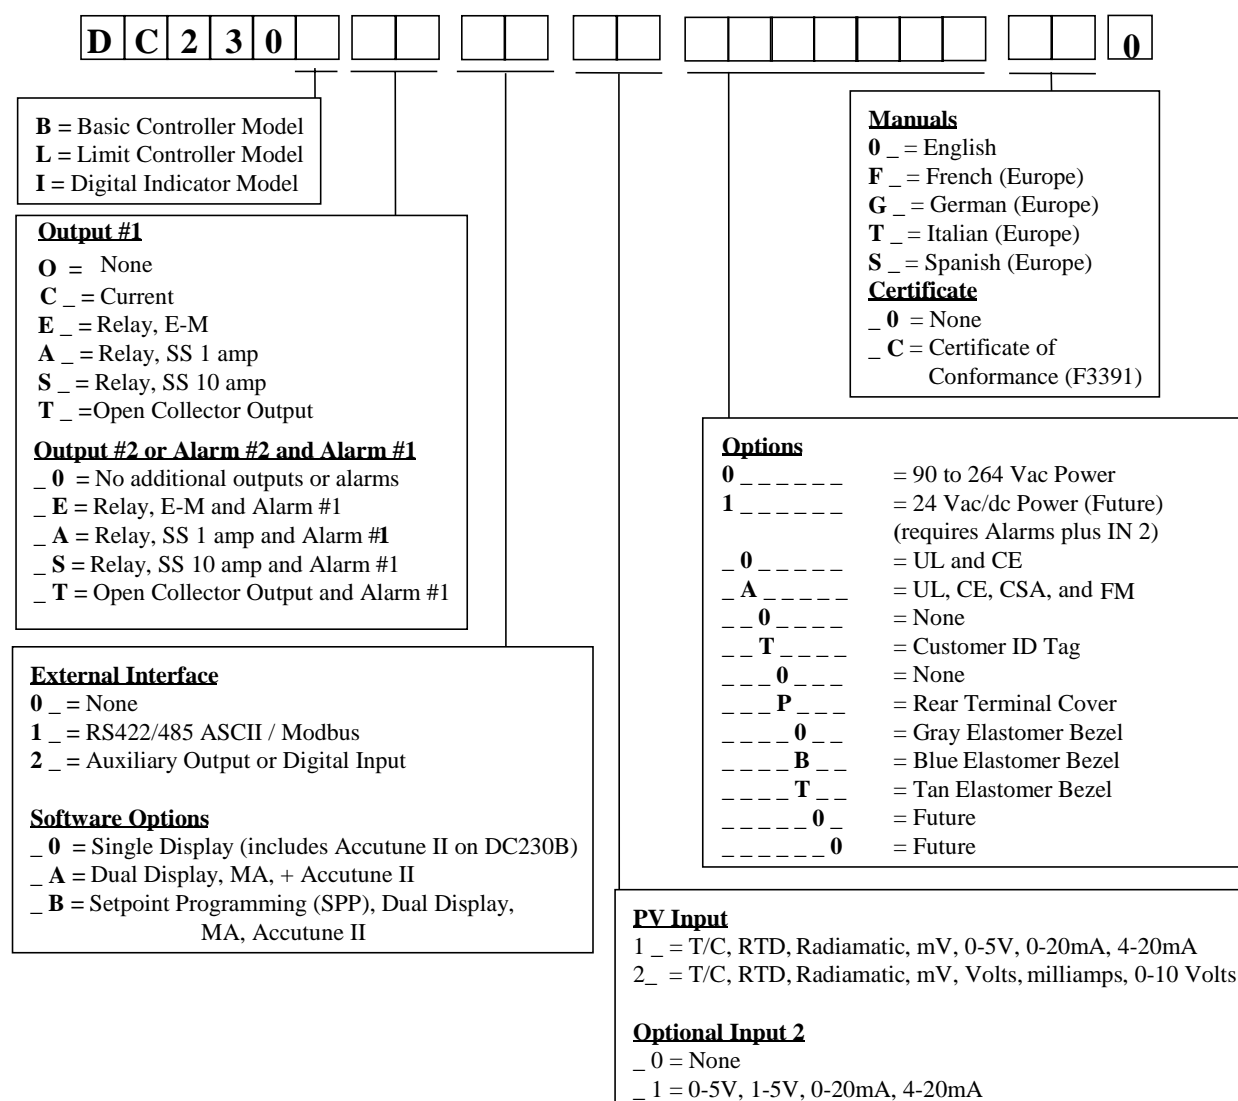 D C 2 3 0 0
B = Basic Controller Model
L = Limit Controller Model
I = Digital Indicator Model
Output #1
O = None
C _ = Current
E _ = Relay, E-M
A _ = Relay, SS 1 amp
S _ = Relay, SS 10 amp
T _ =Open Collector Output
Output #2 or Alarm #2 and Alarm #1
_ 0 = No additional outputs or alarms
_ E = Relay, E-M and Alarm #1
_ A = Relay, SS 1 amp and Alarm #1
_ S = Relay, SS 10 amp and Alarm #1
_ T = Open Collector Output and Alarm #1
External Interface
0 _ = None
1 _ = RS422/485 ASCII / Modbus
2 _ = Auxiliary Output or Digital Input
Software Options
_ 0 = Single Display (includes Accutune II on DC230B)
_ A = Dual Display, MA, + Accutune II
_ B = Setpoint Programming (SPP), Dual Display,
MA, Accutune II
Manuals
0 _ = English
F _ = French (Europe)
G _ = German (Europe)
T _ = Italian (Europe)
S _ = Spanish (Europe)
Certificate
_ 0 = None
_ C = Certificate of
Conformance (F3391)
Options
0 _ _ _ _ _ _ = 90 to 264 Vac Power
1 _ _ _ _ _ _ = 24 Vac/dc Power (Future)
(requires Alarms plus IN 2)
_ 0 _ _ _ _ _ = UL and CE
_ A _ _ _ _ _ = UL, CE, CSA, and FM
_ _ 0 _ _ _ _ = None
_ _ T _ _ _ _ = Customer ID Tag
_ _ _ 0 _ _ _ = None
_ _ _ P _ _ _ = Rear Terminal Cover
_ _ _ _ 0 _ _ = Gray Elastomer Bezel
_ _ _ _ B _ _ = Blue Elastomer Bezel
_ _ _ _ T _ _ = Tan Elastomer Bezel
_ _ _ _ _ 0 _ = Future
_ _ _ _ _ _ 0 = Future
PV Input
1 _ = T/C, RTD, Radiamatic, mV, 0-5V, 0-20mA, 4-20mA
2_ = T/C, RTD, Radiamatic, mV, Volts, milliamps, 0-10 Volts
Optional Input 2
_ 0 = None
_ 1 = 0-5V, 1-5V, 0-20mA, 4-20mA